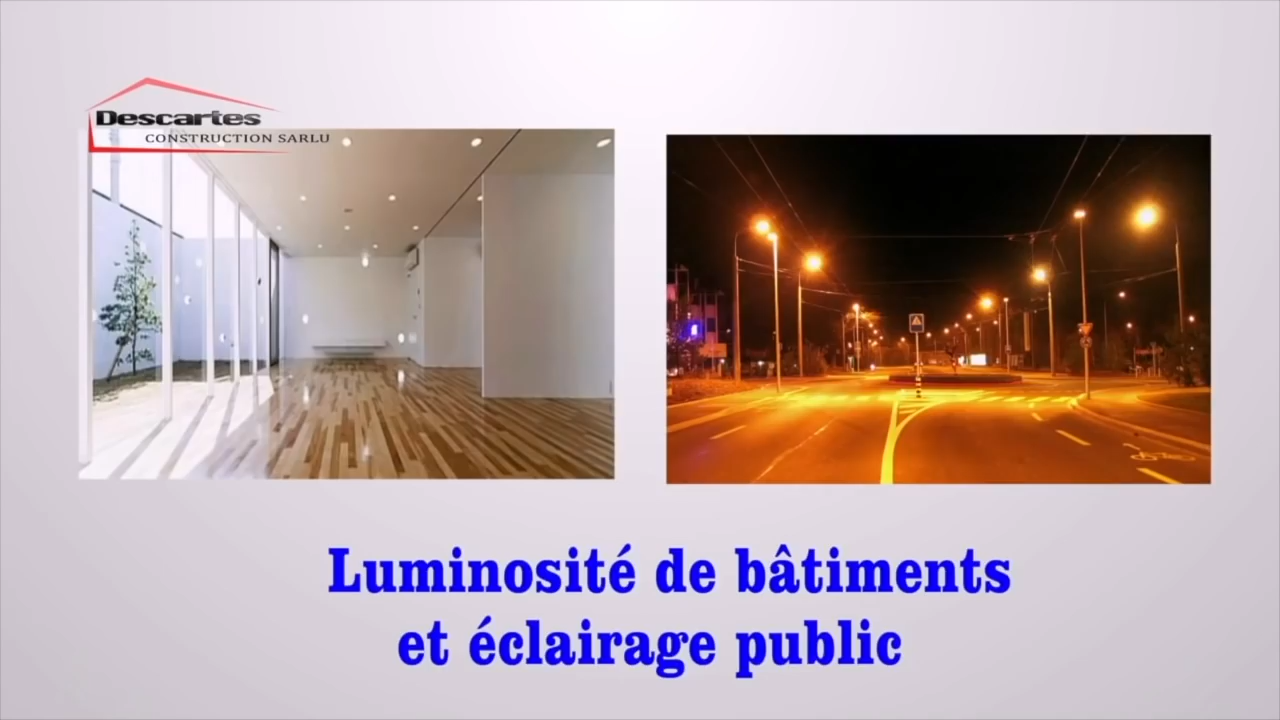 Descartes
CONSTRUCTION SARLU
Luminosité de bâtiments
et éclairage public